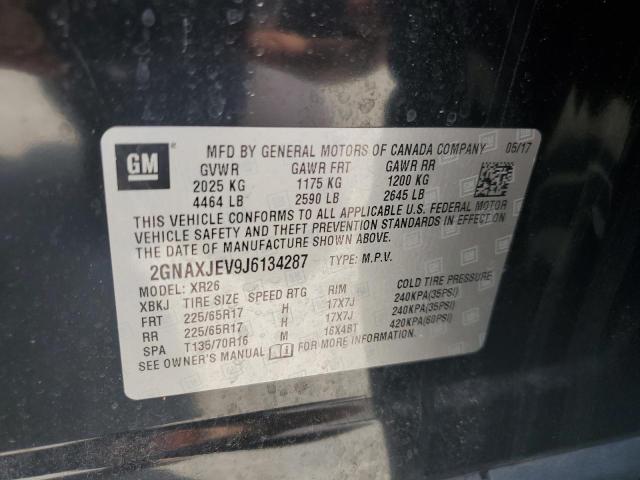 GM
MFD BY GENERAL MOTORS OF CANADA COMPANY 05/17
GVWR GAWR FRT GAWR RR
2025 KG 1175 KG 1200 KG
4464 LB 2590 LB 2645 LB
THIS VEHICLE CONFORMS TO ALL APPLICABLE U.S. FEDERAL MOTOR
VEHICLE SAFETY AND THEFT PREVENTION STANDARDS IN EFFECT
ON THE DATE OF MANUFACTURE SHOWN ABOVE.
2GNAXJEV9J6134287 TYPE: M.P.V.
MODEL: XR26
XBKJ TIRE SIZE SPEED RTG RIM COLD TIRE PRESSURE
FRT 225/65R17 H 17X7J 240KPA(35PSI)
RR 225/65R17 H 17X7J 240KPA(35PSI)
SPA T135/70R16 M 16X4BT 420KPA(60PSI)
SEE OWNER'S MANUAL FOR MORE INFORMATION.